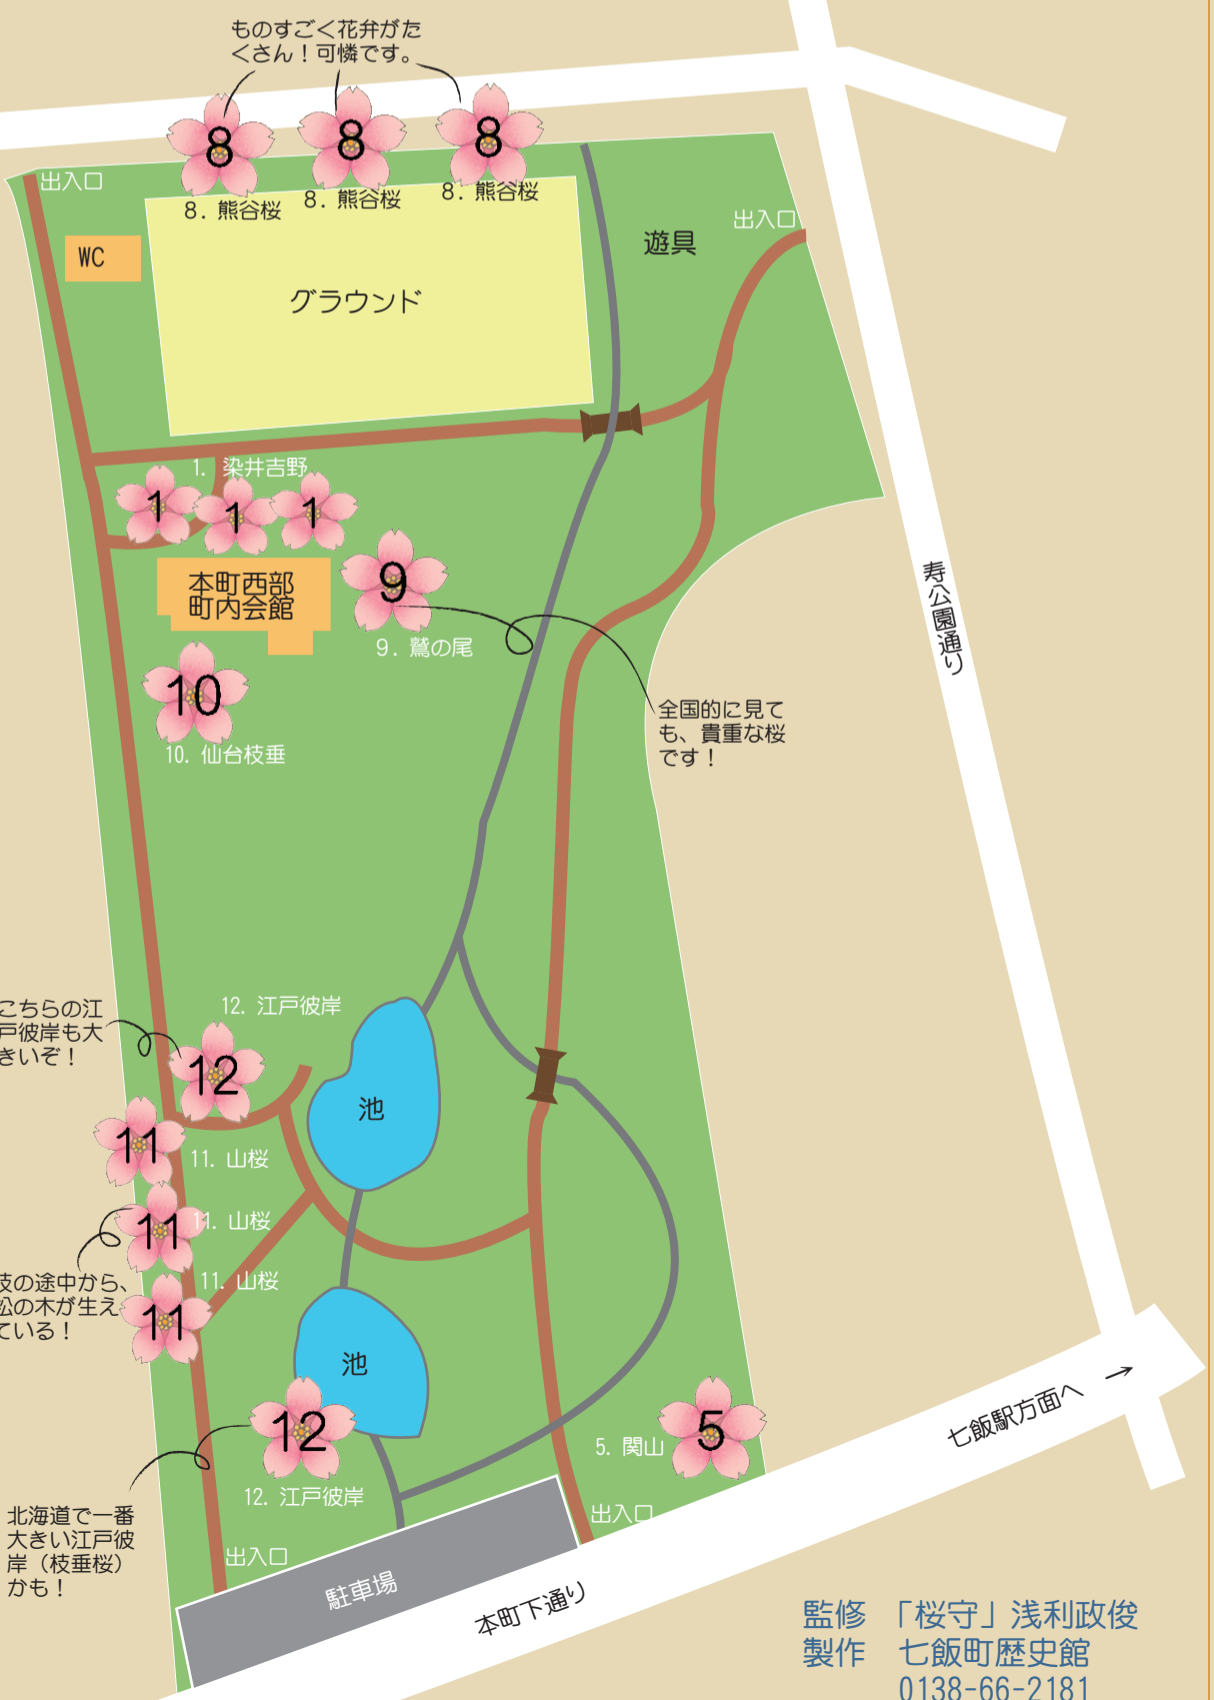 ものすごく花弁がた
くさん！可憐です。
8
8
8
8. 熊谷桜
8. 熊谷桜
8. 熊谷桜
出入口
出入口
WC
遊具
グラウンド
1. 染井吉野
1
1
1
本町西部
町内会館
9
9. 鷲の尾
全国的に見て
も、貴重な桜
です！
寿公園通り
10
10. 仙台枝垂
こちらの江
戸彼岸も大
きいぞ！
12. 江戸彼岸
12
池
11
11. 山桜
11
11. 山桜
11
11. 山桜
の途中から、
松の木が生え
ている！
池
12
12. 江戸彼岸
5
5. 関山
北海道で一番
大きい江戸彼
岸（枝垂桜）
かも！
出入口
出入口
駐車場
本町下通り
七飯駅方面へ →
監修 「桜守」浅利政俊
製作 七飯町歴史館
0138-66-2181